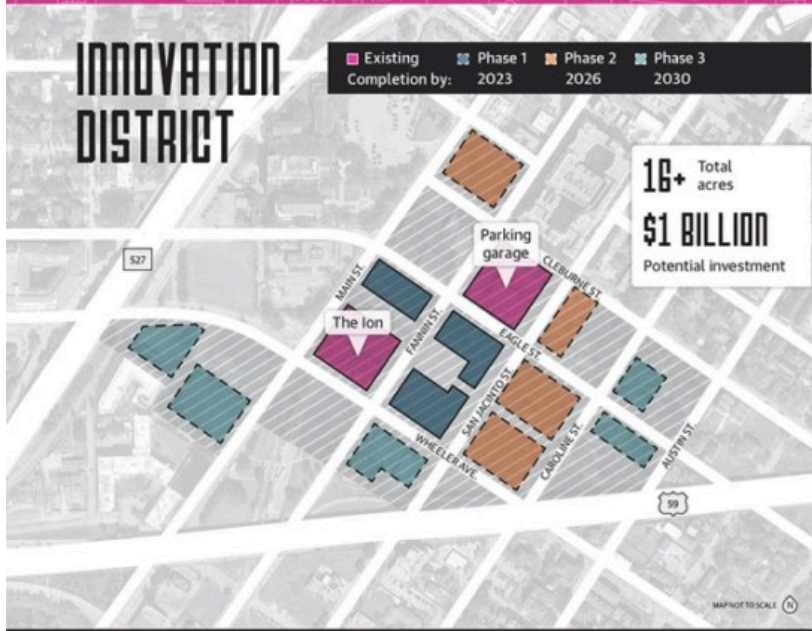 INNOVATION
DISTRICT
Existing Phase 1 Phase 2 Phase 3
Completion by: 2023 2026 2030
16+ Total acres
$1 BILLION
Potential investment
527
Parking
garage
CLEBURNE ST.
MAIN ST.
The Ion
FANNIN ST.
EAGLE ST.
SAN JACINTO ST.
CAROLINE ST.
WHEELER AVE.
AUSTIN ST.
59
MAP NOT TO SCALE N